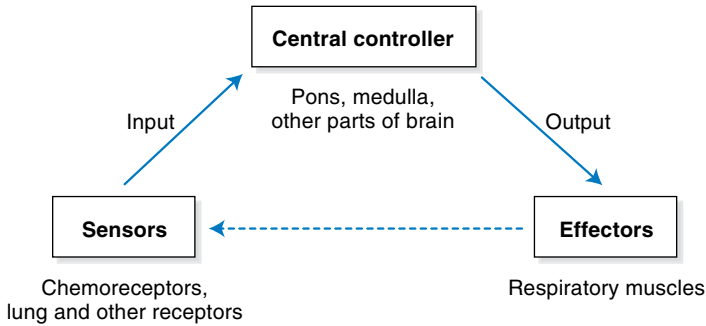 Central controller
Pons, medulla,
other parts of brain
Input
Output
Sensors
Effectors
Chemoreceptors,
lung and other receptors
Respiratory muscles